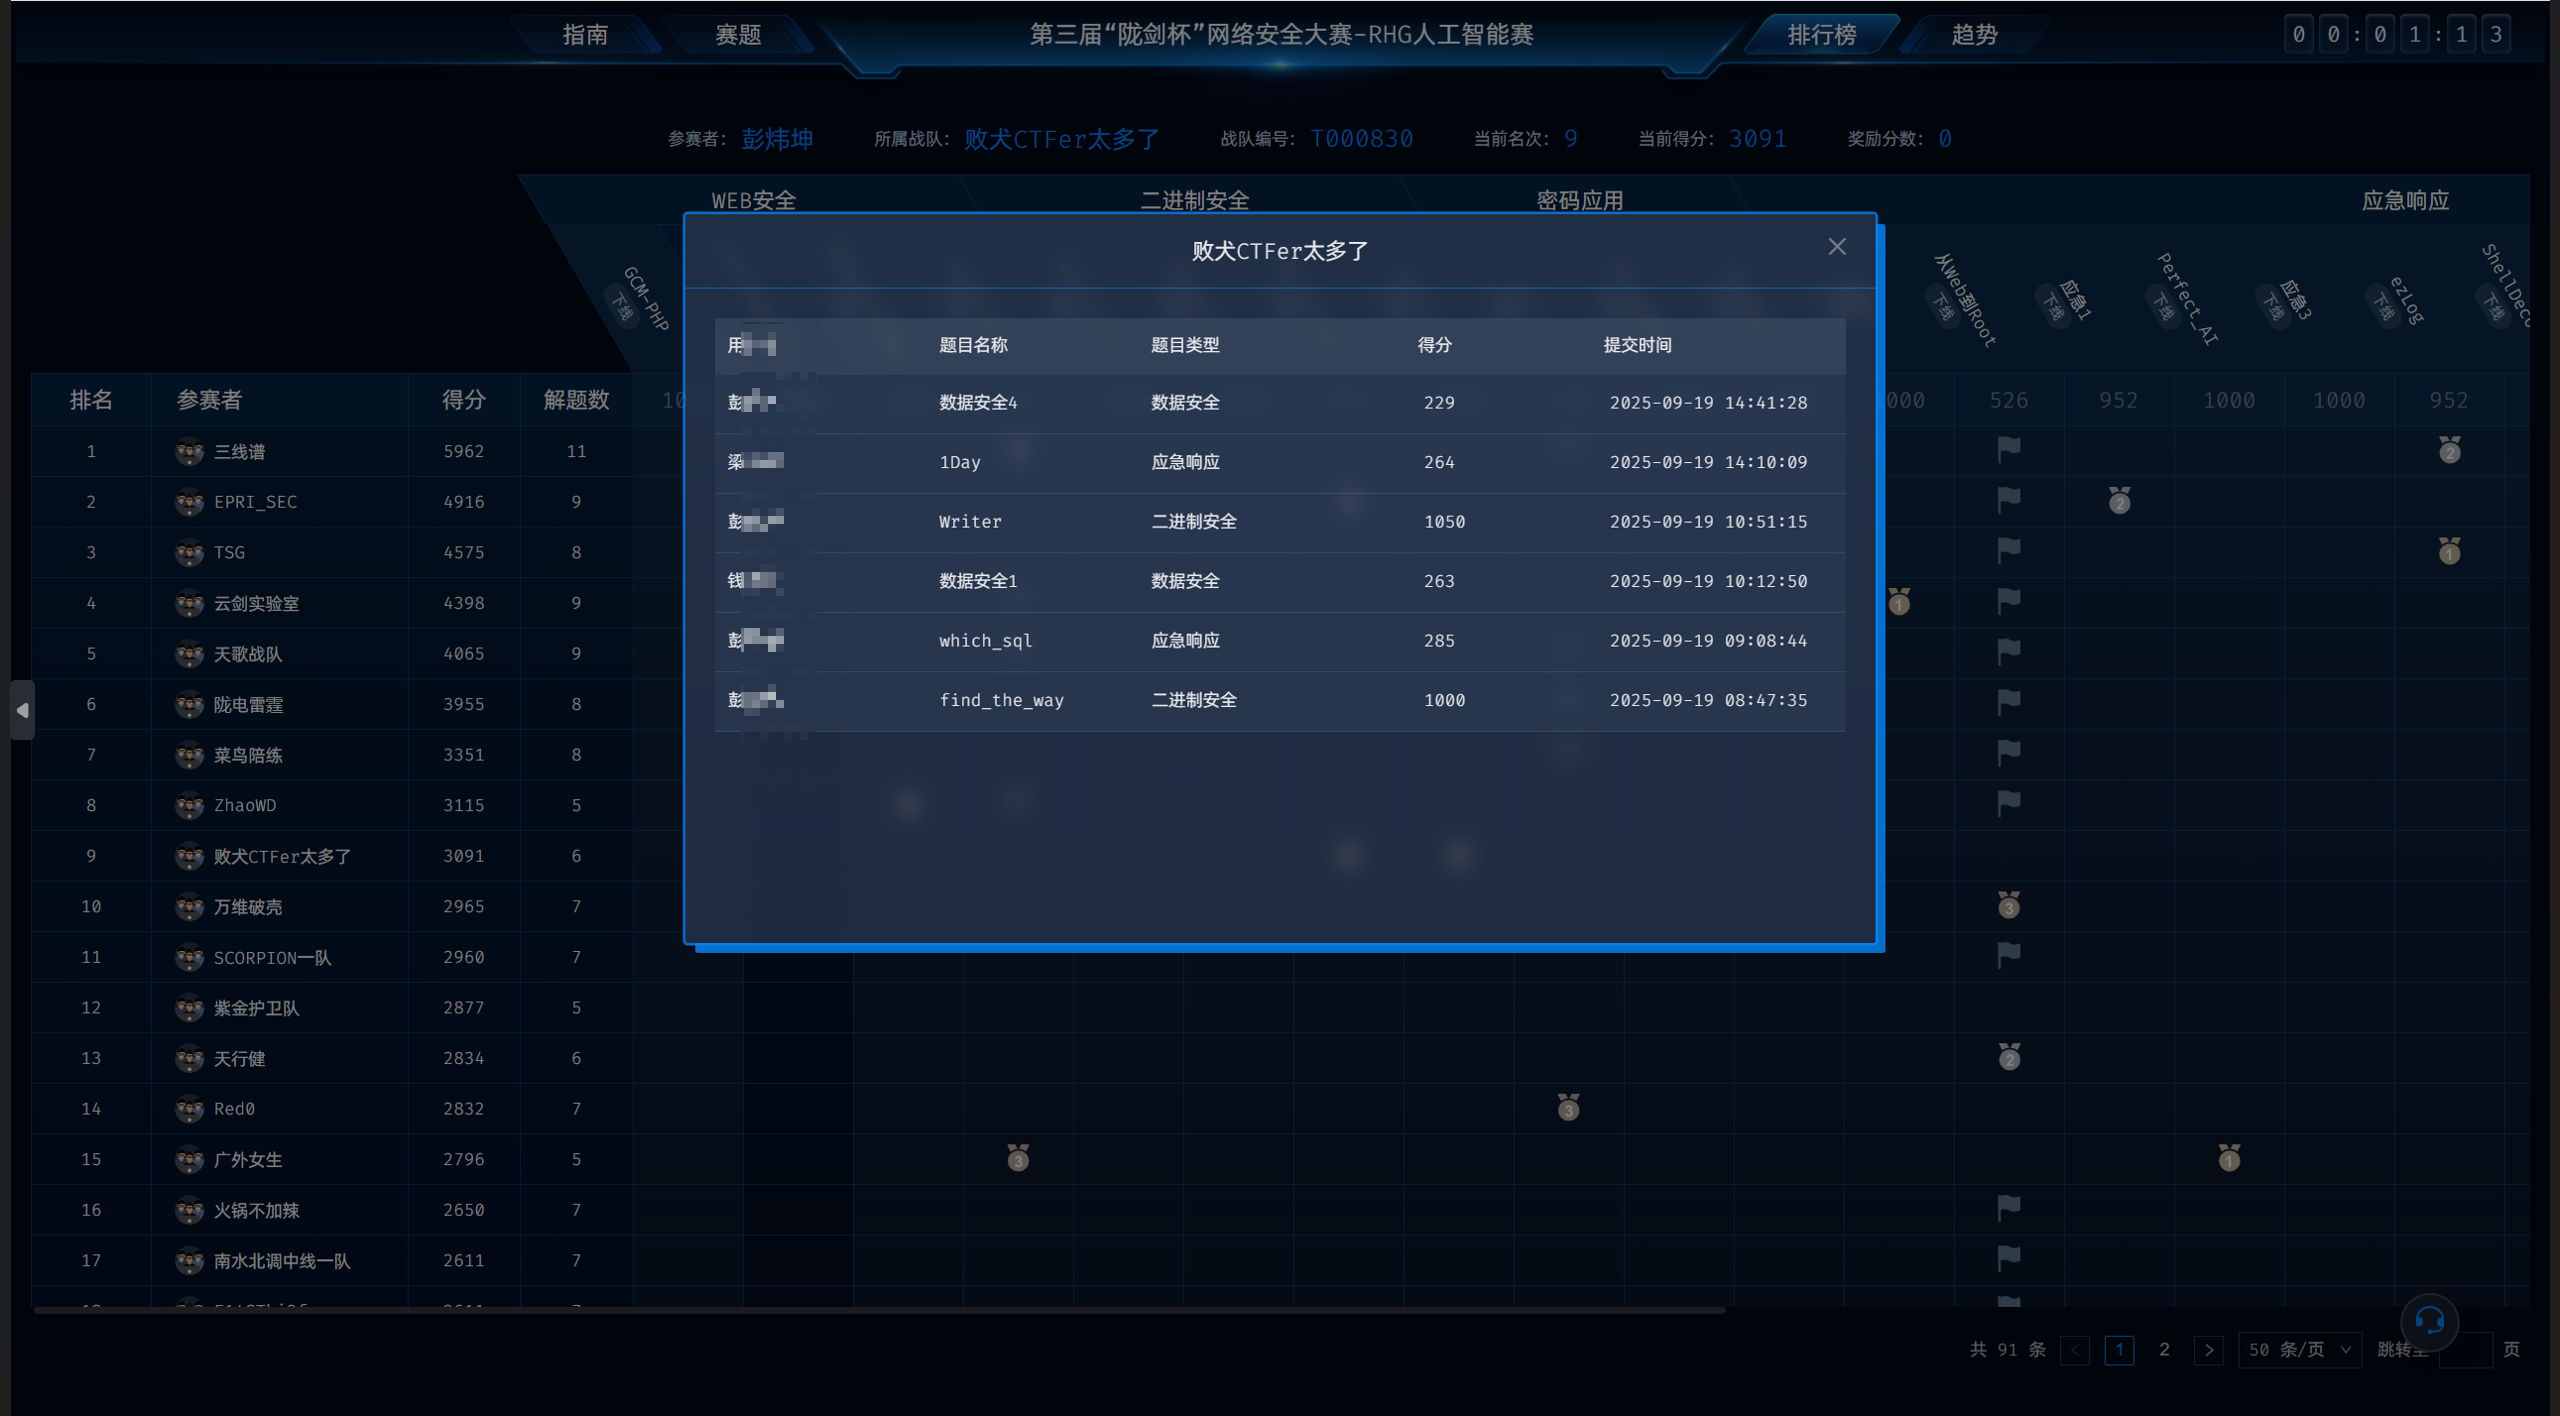 指南 赛题 第三届“陇剑杯”网络安全大赛-RHG人工智能赛 排行榜 趋势 00:01:13
参赛者: 彭炜坤 所属战队: 败犬CTFer太多了 战队编号: T000830 当前名次: 9 当前得分: 3091 奖励分数: 0
WEB安全 二进制安全 密码应用 应急响应
GCM-PHP 下线 从Web到Root 下线 应急1 下线 Perfect_AI 下线 应急3 下线 ezLog 下线 ShellDeco 下线
败犬CTFer太多了
用 题目名称 题目类型 得分 提交时间
彭 数据安全4 数据安全 229 2025-09-19 14:41:28
梁 1Day 应急响应 264 2025-09-19 14:10:09
彭 Writer 二进制安全 1050 2025-09-19 10:51:15
钱 数据安全1 数据安全 263 2025-09-19 10:12:50
彭 which_sql 应急响应 285 2025-09-19 09:08:44
彭 find_the_way 二进制安全 1000 2025-09-19 08:47:35
排名 参赛者 得分 解题数 10 000 526 952 1000 1000 952
1 三线谱 5962 11 2
2 EPRI_SEC 4916 9 2
3 TSG 4575 8 1
4 云剑实验室 4398 9 1
5 天歌战队 4065 9
6 陇电雷霆 3955 8
7 菜鸟陪练 3351 8
8 ZhaoWD 3115 5
9 败犬CTFer太多了 3091 6
10 万维破壳 2965 7 3
11 SCORPION一队 2960 7
12 紫金护卫队 2877 5
13 天行健 2834 6 2
14 Red0 2832 7 3
15 广外女生 2796 5 3 1
16 火锅不加辣 2650 7
17 南水北调中线一队 2611 7
共 91 条 < 1 2 > 50 条/页 跳转至 页